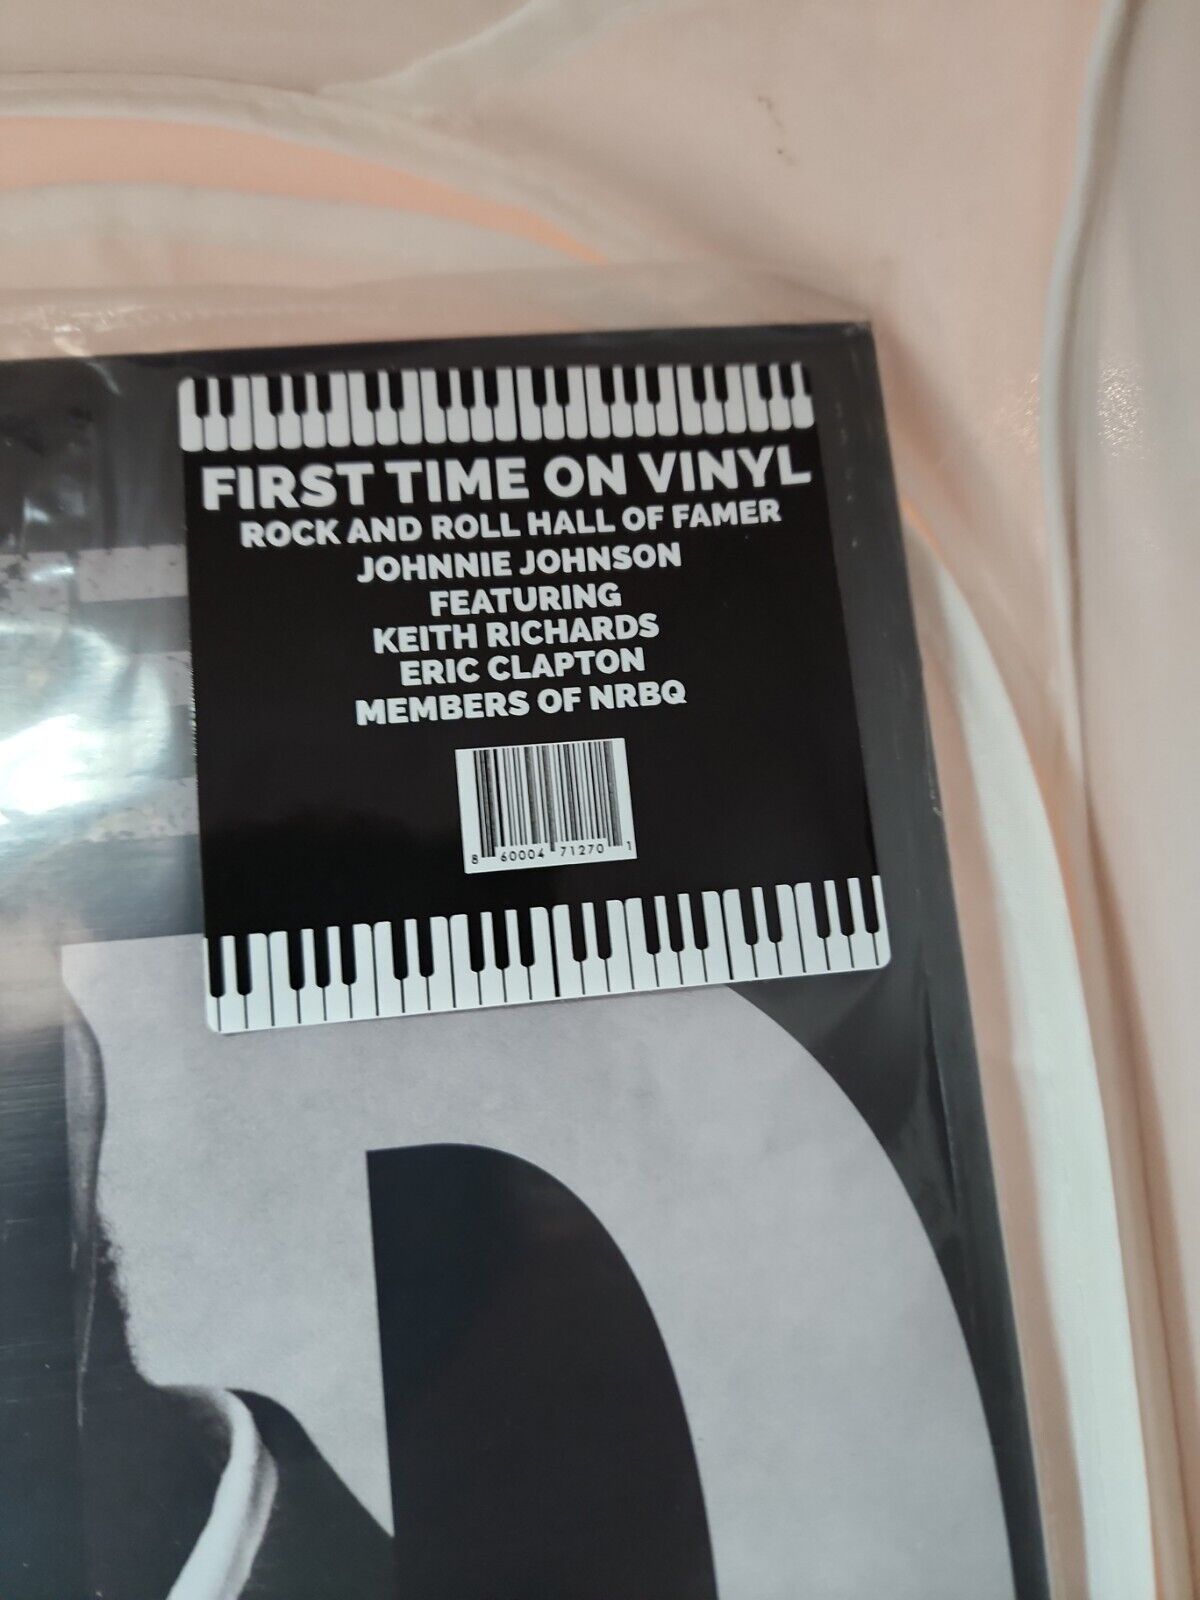 FIRST TIME ON VINYL
ROCK AND ROLL HALL OF FAMER
JOHNNIE JOHNSON
FEATURING
KEITH RICHARDS
ERIC CLAPTON
MEMBERS OF NRBQ
8 60004 71270 1